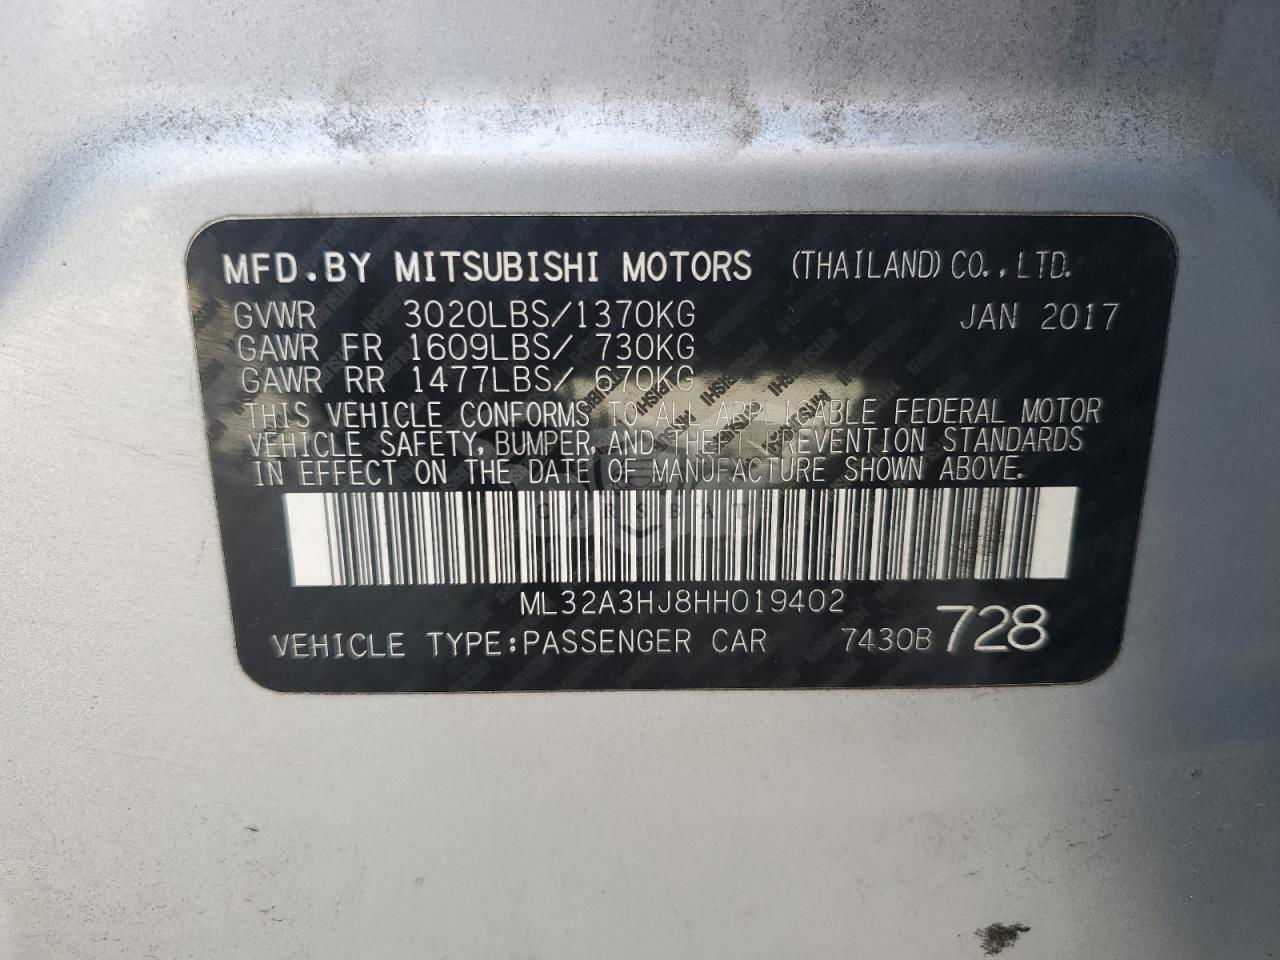 MFD.BY MITSUBISHI MOTORS (THAILAND) CO.,LTD.
GVWR 3020LBS/1370KG JAN 2017
GAWR FR 1609LBS/ 730KG
GAWR RR 1477LBS/ 670KG
THIS VEHICLE CONFORMS TO ALL APPLICABLE FEDERAL MOTOR
VEHICLE SAFETY, BUMPER, AND THEFT PREVENTION STANDARDS
IN EFFECT ON THE DATE OF MANUFACTURE SHOWN ABOVE.
ML32A3HJ8HH019402
VEHICLE TYPE:PASSENGER CAR 7430B 728